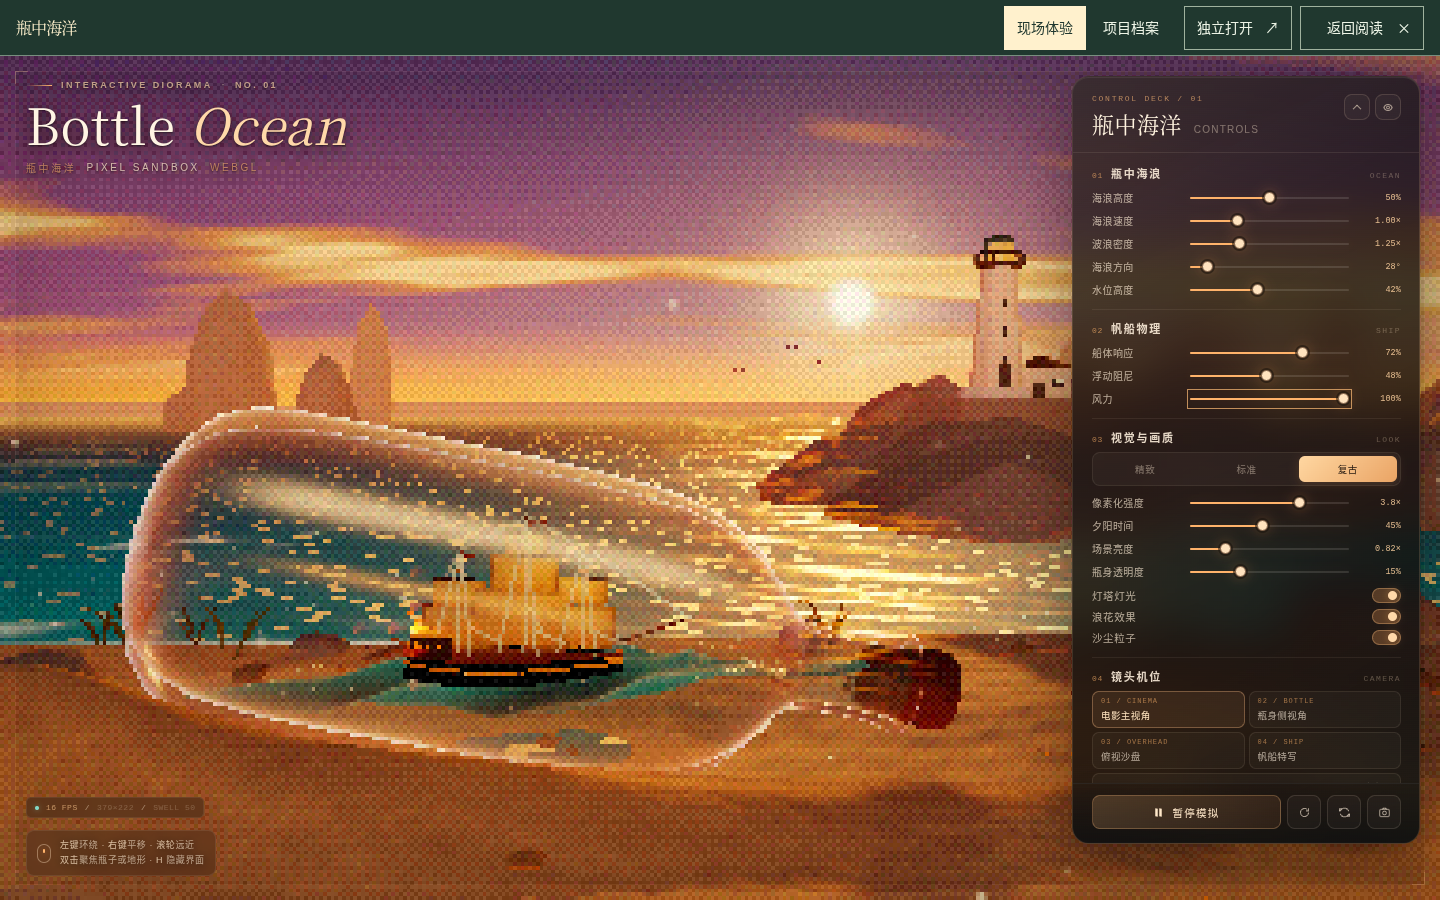 瓶中海洋
现场体验 项目档案 独立打开 ↗ 返回阅读 ×
INTERACTIVE DIORAMA · NO. 01
Bottle Ocean
瓶中海洋 PIXEL SANDBOX WEBGL
CONTROL DECK / 01
瓶中海洋 CONTROLS
01 瓶中海浪 OCEAN
海浪高度 50%
海浪速度 1.00×
波浪密度 1.25×
海浪方向 28°
水位高度 42%
02 帆船物理 SHIP
船体响应 72%
浮动阻尼 48%
风力 100%
03 视觉与画质 LOOK
精致 标准 复古
像素化强度 3.8×
夕阳时间 45%
场景亮度 0.82×
瓶身透明度 15%
灯塔灯光
浪花效果
沙尘粒子
04 镜头机位 CAMERA
01 / CINEMA 02 / BOTTLE
电影主视角 瓶身侧视角
03 / OVERHEAD 04 / SHIP
俯视沙盘 帆船特写
暂停模拟
16 FPS / 379×222 / SWELL 50
左键环绕 · 右键平移 · 滚轮远近
双击聚焦瓶子或地形 · H 隐藏界面